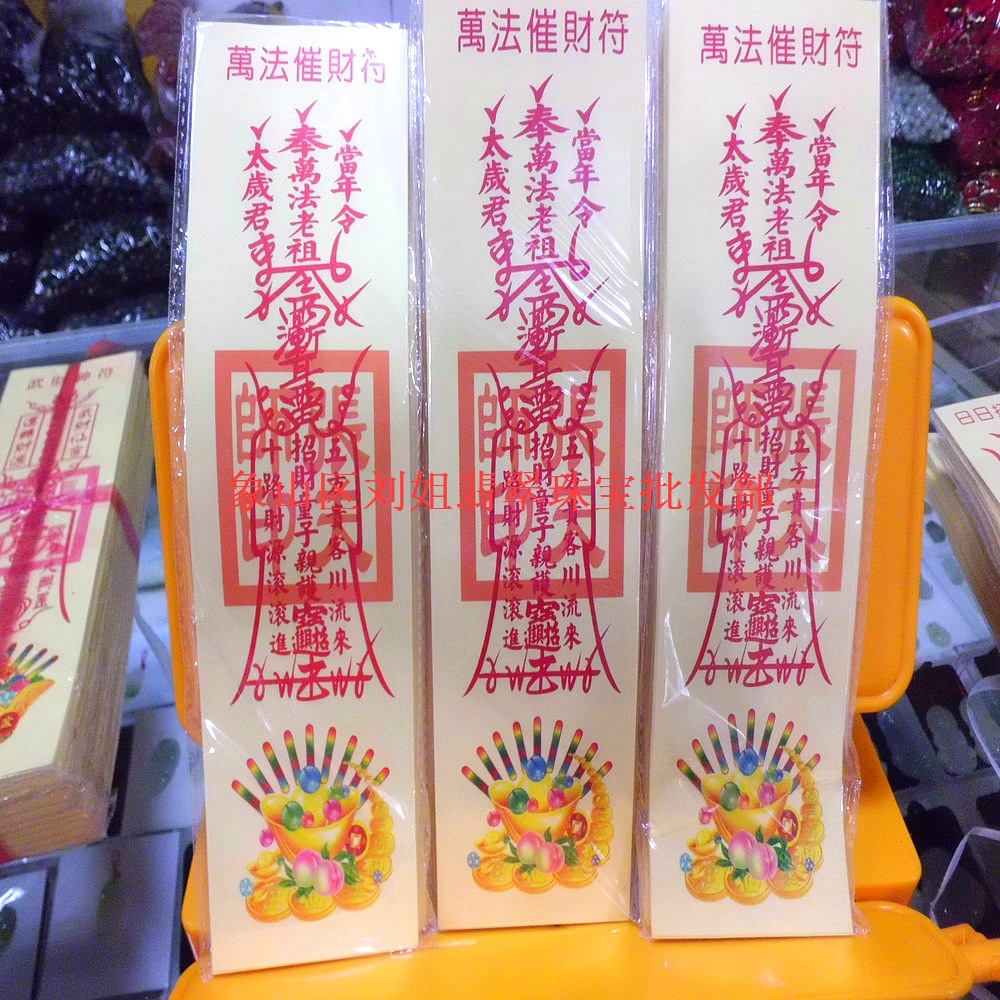 萬法催財符
當年令
奉萬法老祖
太歲君
五 貴客川流來
招財童子親護
十路財源滾滾進
萬法催財符
當年令
奉萬法老祖
太歲君
五 貴客川流來
招財童子親護
十路財源滾滾進
萬法催財符
當年令
奉萬法老祖
太歲君
五方貴客川流來
招財童子親護
十路財源滾滾進
象山区刘姐翡翠珠宝批发部
武財神符
日日